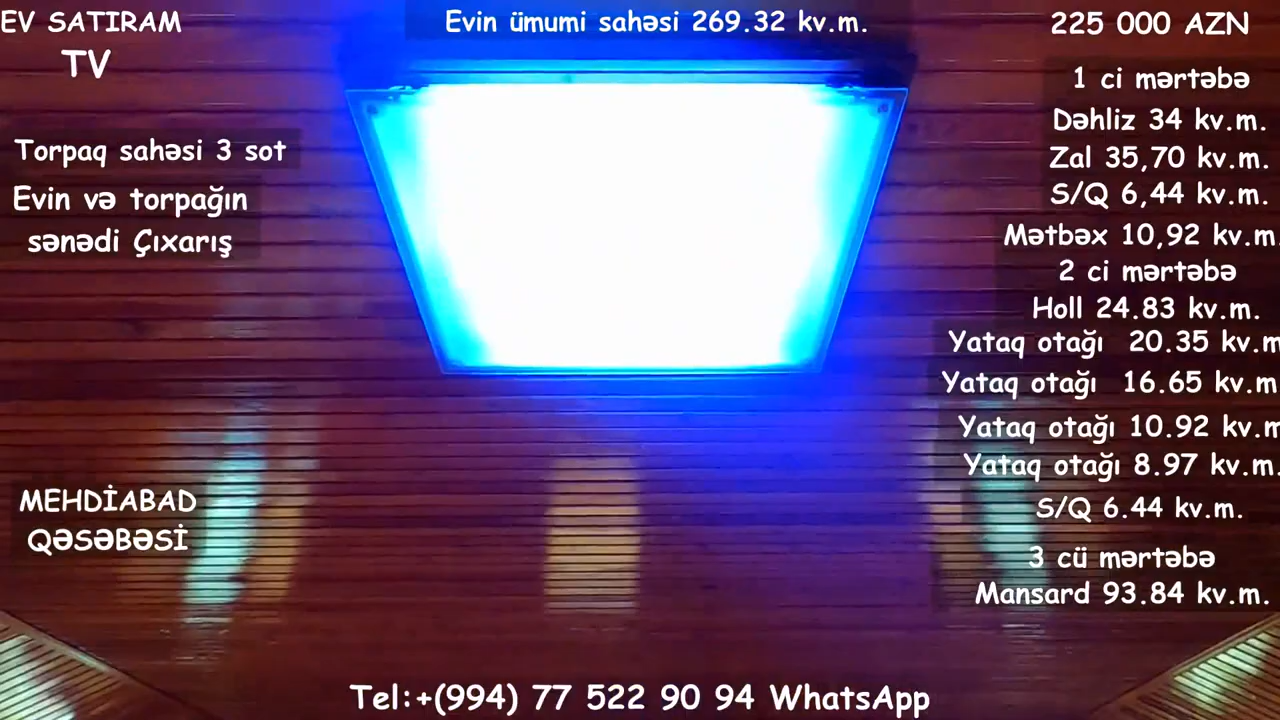 EV SATIRAM
TV
Evin ümumi sahəsi 269.32 kv.m.
225 000 AZN
Torpaq sahəsi 3 sot
Evin və torpağın
sənədi Çıxarış
MEHDİABAD
QƏSƏBƏSİ
1 ci mərtəbə
Dəhliz 34 kv.m.
Zal 35,70 kv.m.
S/Q 6,44 kv.m.
Mətbəx 10,92 kv.m.
2 ci mərtəbə
Holl 24.83 kv.m.
Yataq otağı 20.35 kv.m
Yataq otağı 16.65 kv.m
Yataq otağı 10.92 kv.m
Yataq otağı 8.97 kv.m.
S/Q 6.44 kv.m.
3 cü mərtəbə
Mansard 93.84 kv.m.
Tel:+(994) 77 522 90 94 WhatsApp